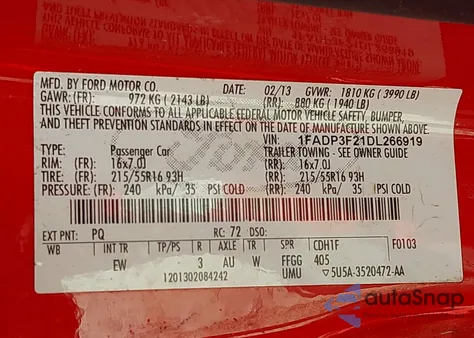 MFD. BY FORD MOTOR CO. DATE: 02/13 GVWR: 1810 KG ( 3990 LB)
GAWR: (FR): 972 KG ( 2143 LB) (RR): 880 KG ( 1940 LB)
THIS VEHICLE CONFORMS TO ALL APPLICABLE FEDERAL MOTOR VEHICLE SAFETY, BUMPER,
AND THEFT PREVENTION STANDARDS IN EFFECT ON THE DATE OF MANUFACTURE SHOWN ABOVE.
VIN: 1FADP3F21DL266919
TYPE: Passenger Car TRAILER TOWING - SEE OWNER GUIDE
RIM: (FR) 16x7.0J (RR): 16x7.0J
TIRE: (FR) 215/55R16 93H (RR): 215/55R16 93H
PRESSURE: (FR) 240 kPa/ 35 PSI COLD (RR): 240 kPa/ 35 PSI COLD
EXT PNT: PQ RC: 72 DSO:
WB INT TR TP/PS R AXLE TR SPR CDH1F F0103
EW 3 AU W FFGG 405
1201302084242 UMU ▽5U5A-3520472-AA
autoSnap